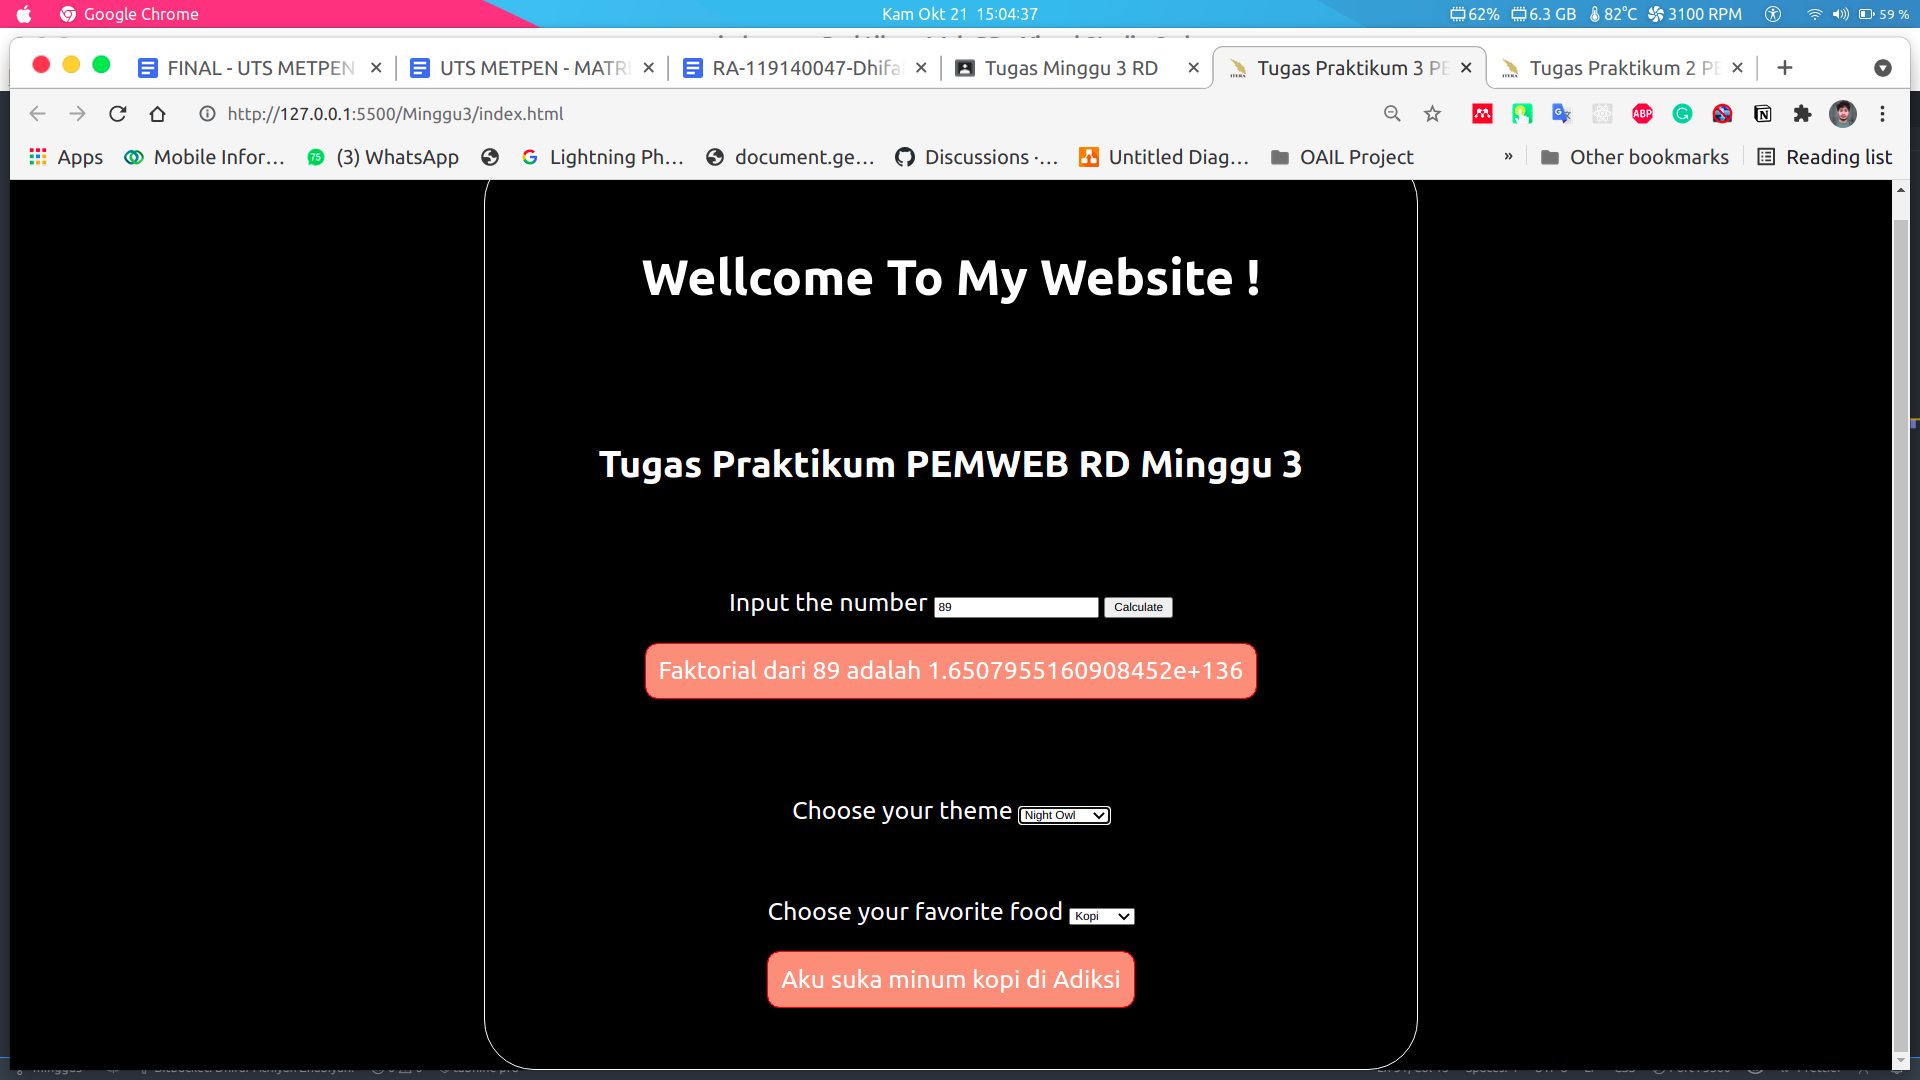 Google Chrome
Kam Okt 21 15:04:37
62% 6.3 GB 82°C 3100 RPM 59 %
FINAL - UTS METPEN
UTS METPEN - MATR
RA-119140047-Dhifa
Tugas Minggu 3 RD
Tugas Praktikum 3 PE
Tugas Praktikum 2 PE
http://127.0.0.1:5500/Minggu3/index.html
ABP
Apps
Mobile Infor...
75
(3) WhatsApp
Lightning Ph...
document.ge...
Discussions ·...
Untitled Diag...
OAIL Project
»
Other bookmarks
Reading list
Wellcome To My Website !
Tugas Praktikum PEMWEB RD Minggu 3
Input the number 89 Calculate
Faktorial dari 89 adalah 1.6507955160908452e+136
Choose your theme Night Owl
Choose your favorite food Kopi
Aku suka minum kopi di Adiksi